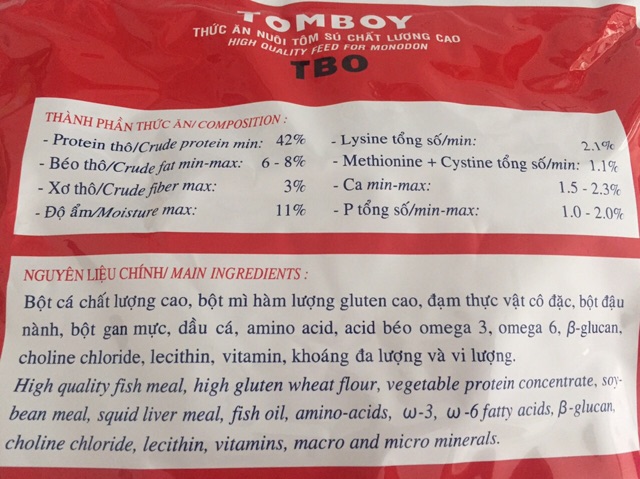 TOMBOY
THỨC ĂN NUÔI TÔM SÚ CHẤT LƯỢNG CAO
HIGH QUALITY FEED FOR MONODON
TBO
THÀNH PHẦN THỨC ĂN/ COMPOSITION :
- Protein thô/Crude protein min: 42%
- Béo thô/Crude fat min-max: 6 - 8%
- Xơ thô/Crude fiber max: 3%
- Độ ẩm/Moisture max: 11%
- Lysine tổng số/min: 2.1%
- Methionine + Cystine tổng số/min: 1.1%
- Ca min-max: 1.5 - 2.3%
- P tổng số/min-max: 1.0 - 2.0%
NGUYÊN LIỆU CHÍNH/ MAIN INGREDIENTS :
Bột cá chất lượng cao, bột mì hàm lượng gluten cao, đạm thực vật cô đặc, bột đậu
nành, bột gan mực, dầu cá, amino acid, acid béo omega 3, omega 6, β-glucan,
choline chloride, lecithin, vitamin, khoáng đa lượng và vi lượng.
High quality fish meal, high gluten wheat flour, vegetable protein concentrate, soy-
bean meal, squid liver meal, fish oil, amino-acids, ω-3, ω-6 fatty acids, β-glucan,
choline chloride, lecithin, vitamins, macro and micro minerals.